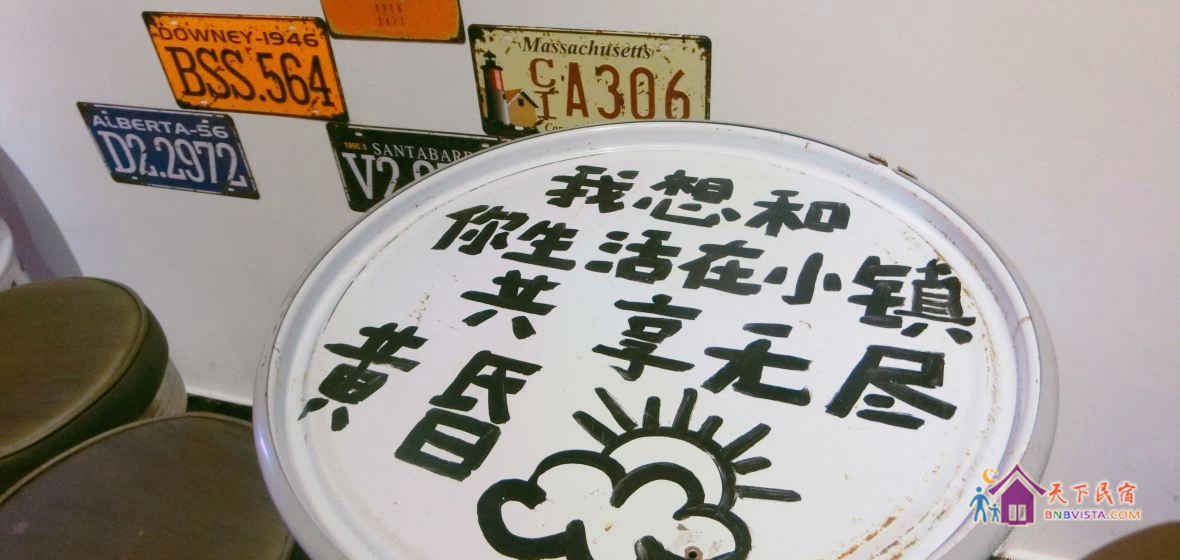 DOWNEY-1946
BSS.564
Massachusetts
CI A306
ALBERTA-56
D2.2972
SANTABARB
V2.
我想和
你生活在小镇
共享无尽
黄昏
天下民宿
BNBVISTA.COM